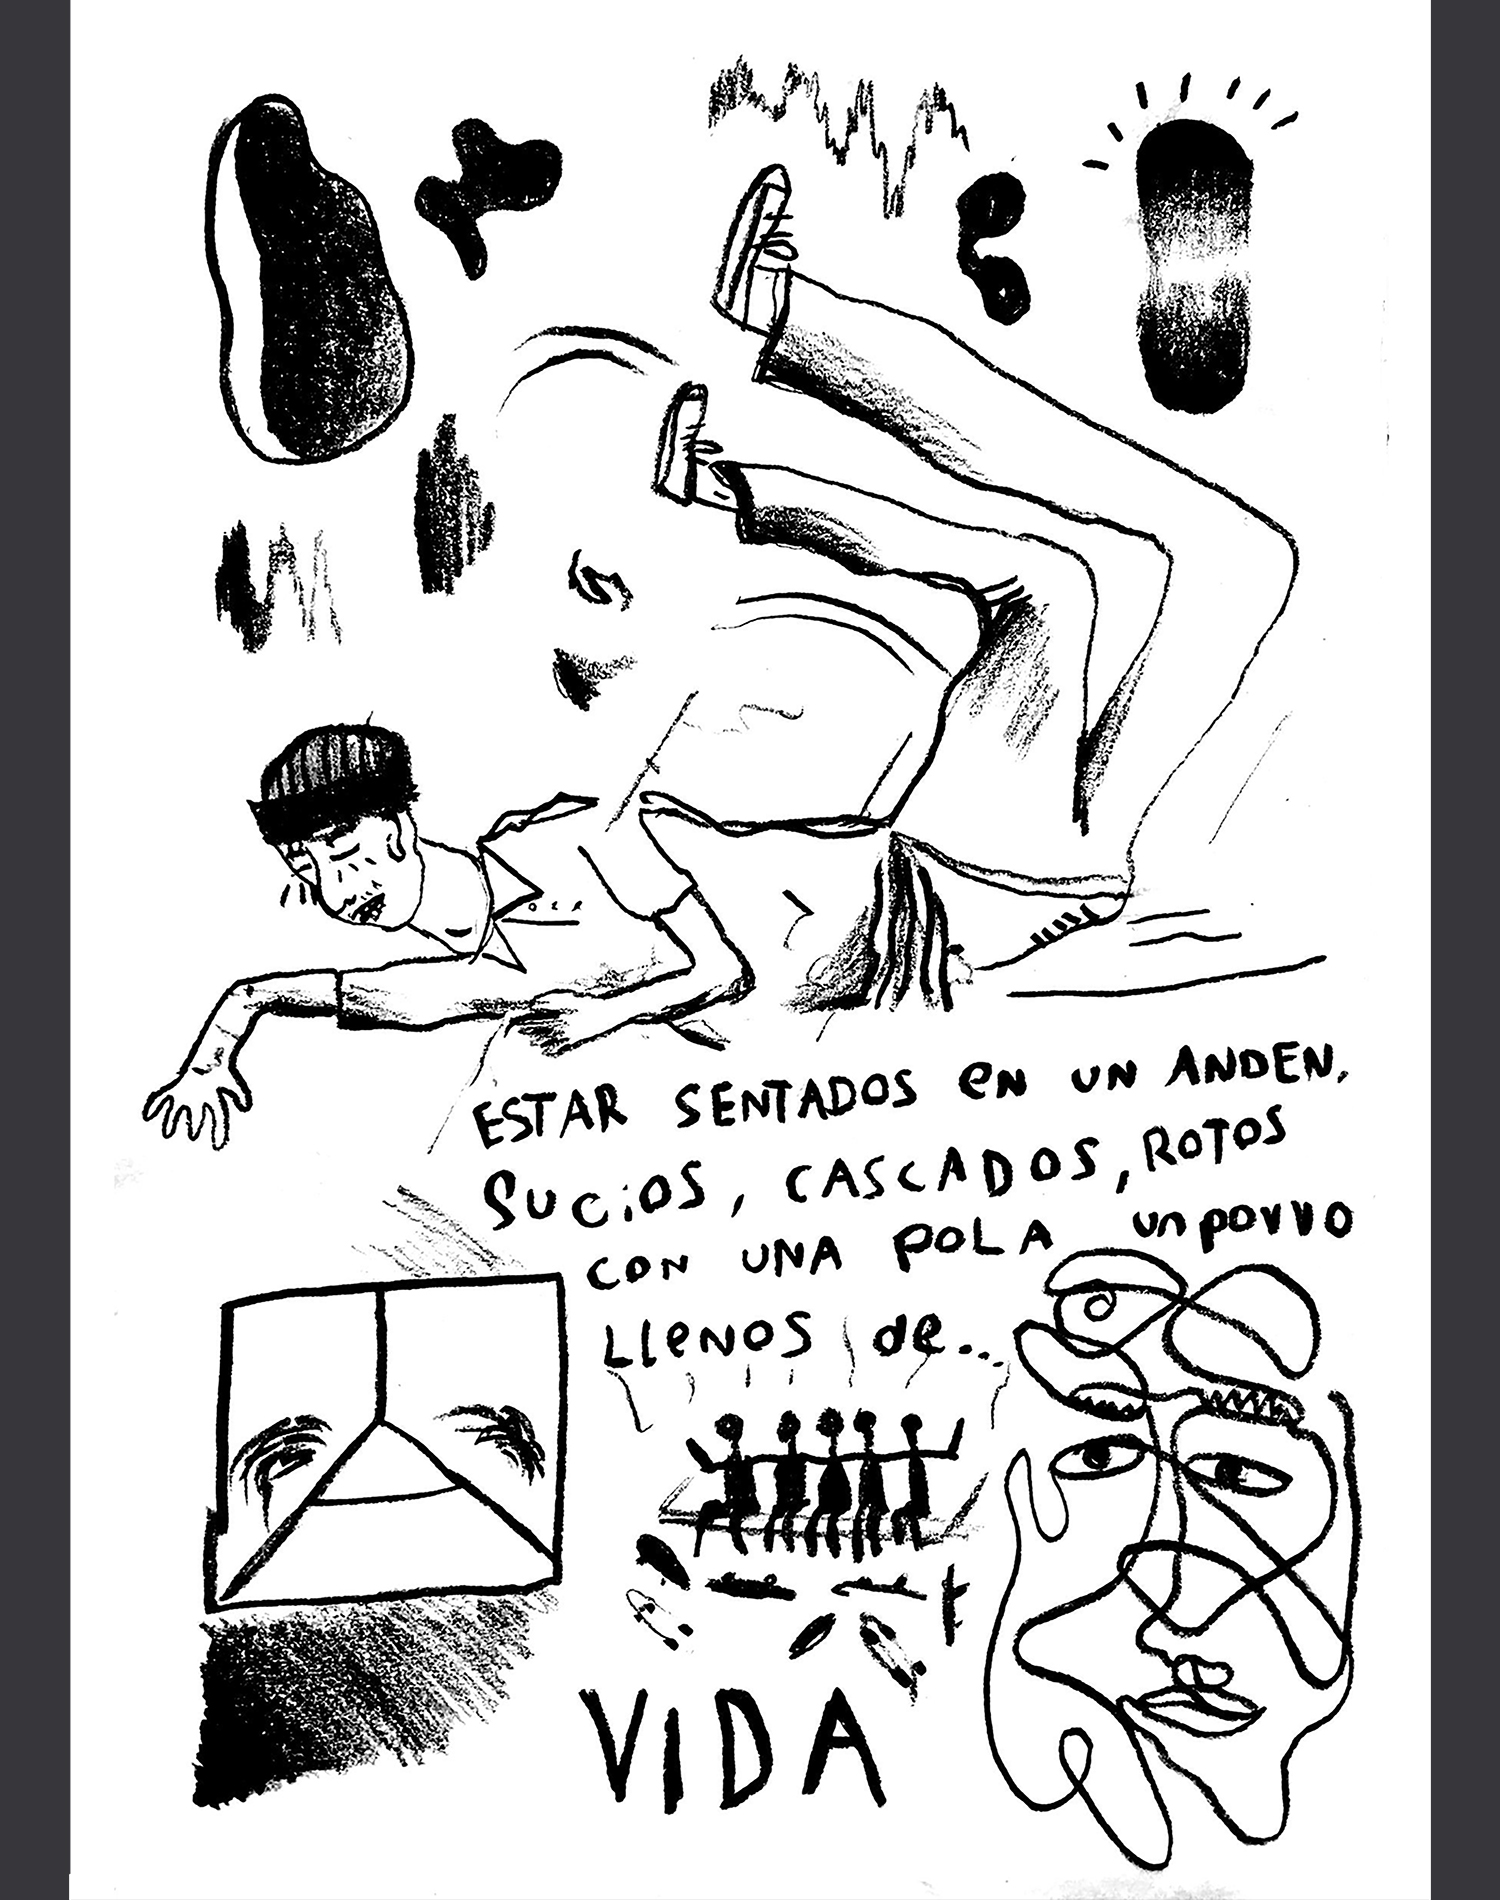 ESTAR SENTADOS eN UN ANDEN,
SUCiOS, CASCADOS, ROTOS
CON UNA POLA un porro
LleNOS de...
ViDA